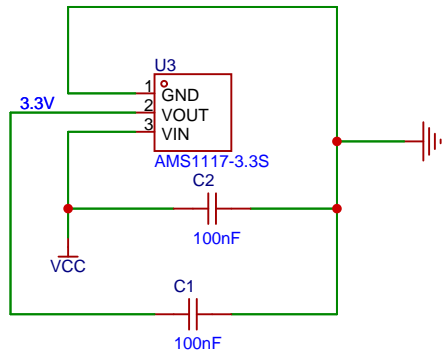 U3
1 GND
3.3V 2 VOUT
3 VIN
AMS1117-3.3S
C2
100nF
VCC
C1
100nF